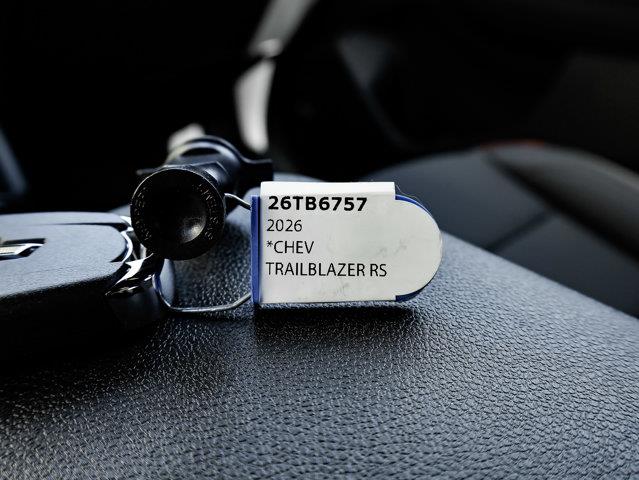 26TB6757
2026
*CHEV
TRAILBLAZER RS